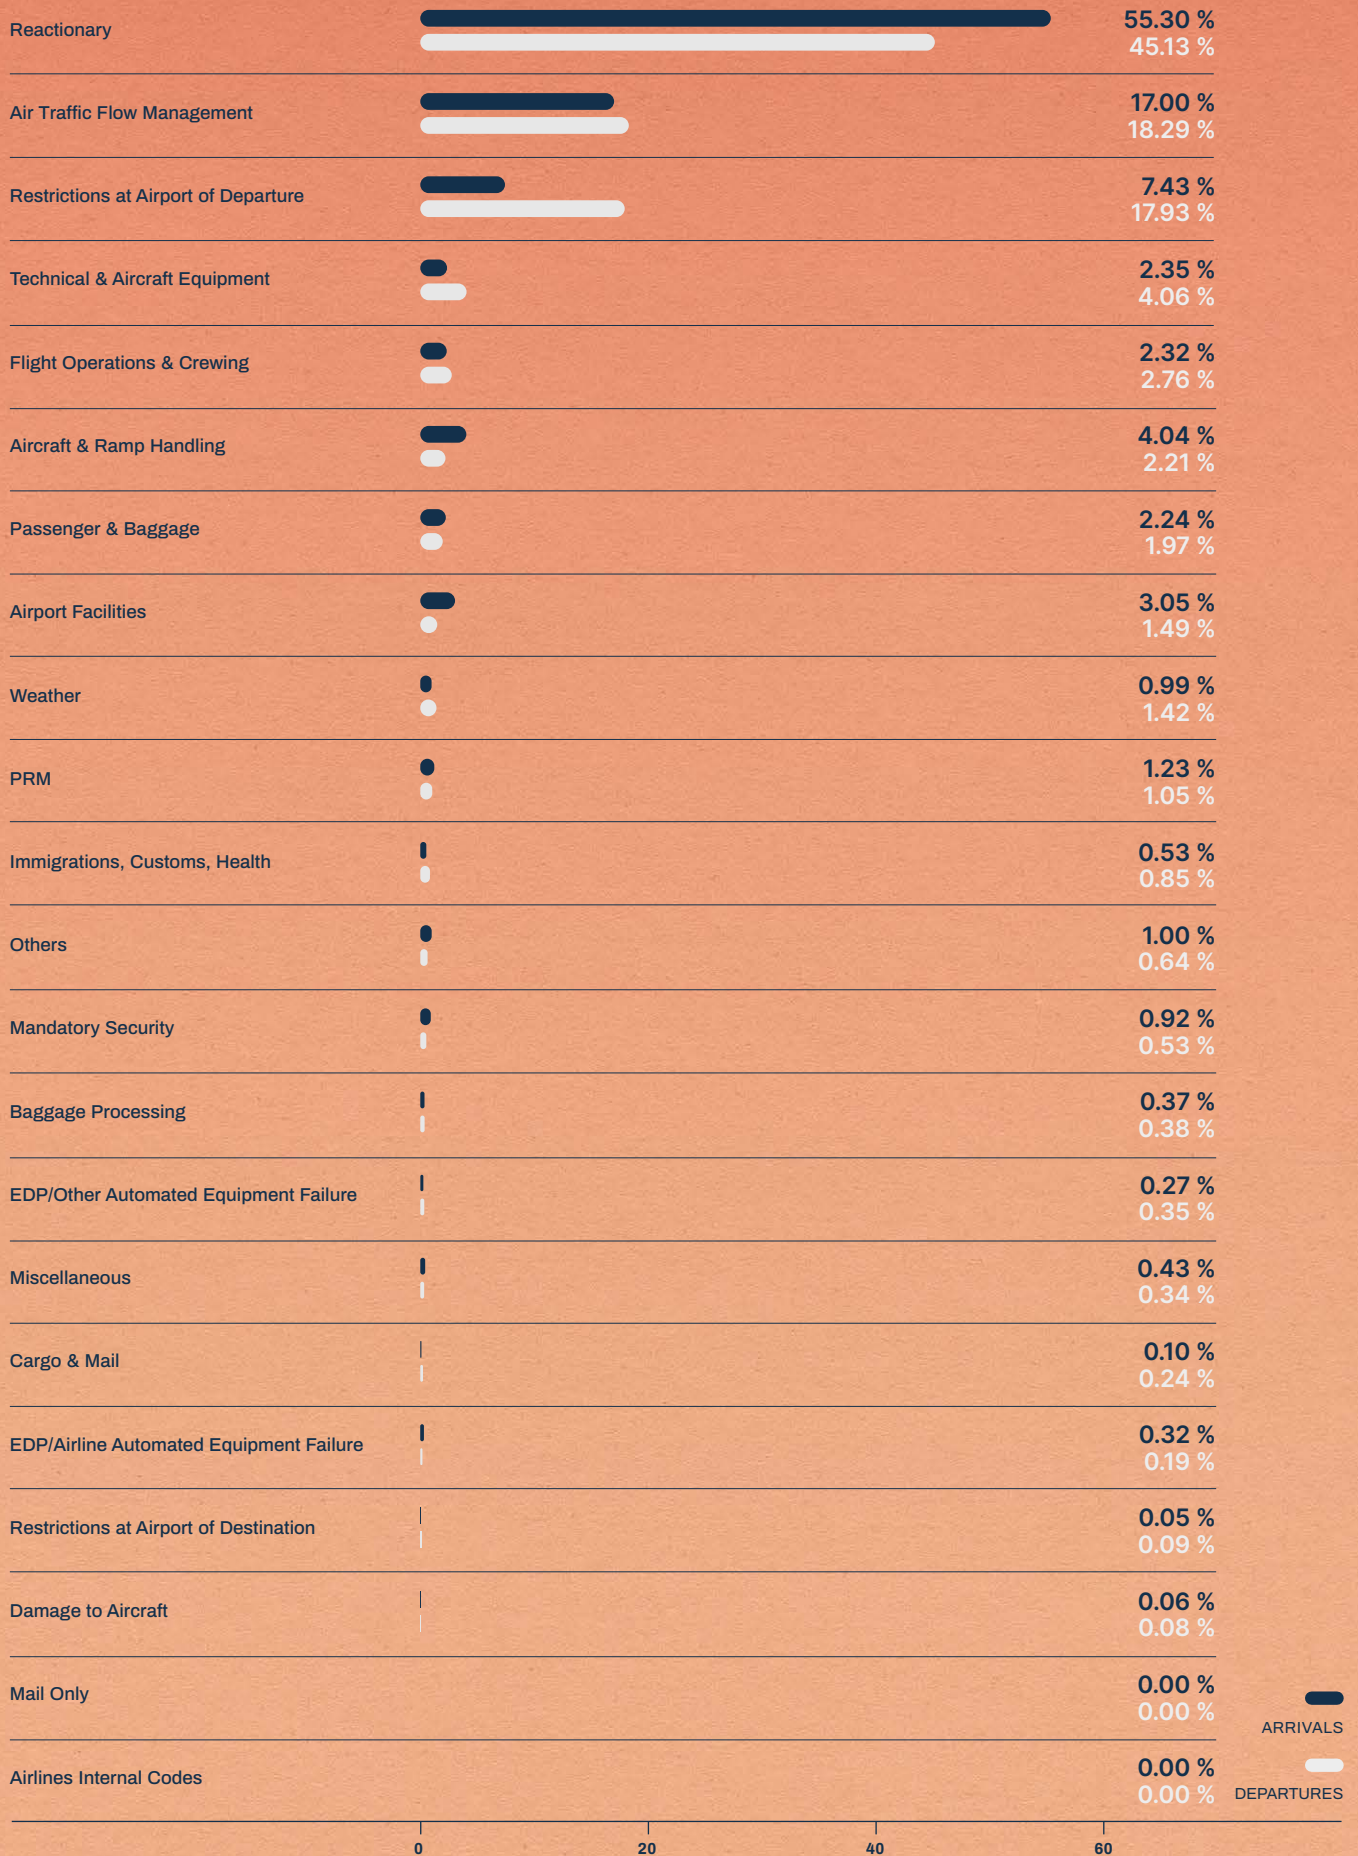 Reactionary
55.30 %
45.13 %
Air Traffic Flow Management
17.00 %
18.29 %
Restrictions at Airport of Departure
7.43 %
17.93 %
Technical & Aircraft Equipment
2.35 %
4.06 %
Flight Operations & Crewing
2.32 %
2.76 %
Aircraft & Ramp Handling
4.04 %
2.21 %
Passenger & Baggage
2.24 %
1.97 %
Airport Facilities
3.05 %
1.49 %
Weather
0.99 %
1.42 %
PRM
1.23 %
1.05 %
Immigrations, Customs, Health
0.53 %
0.85 %
Others
1.00 %
0.64 %
Mandatory Security
0.92 %
0.53 %
Baggage Processing
0.37 %
0.38 %
EDP/Other Automated Equipment Failure
0.27 %
0.35 %
Miscellaneous
0.43 %
0.34 %
Cargo & Mail
0.10 %
0.24 %
EDP/Airline Automated Equipment Failure
0.32 %
0.19 %
Restrictions at Airport of Destination
0.05 %
0.09 %
Damage to Aircraft
0.06 %
0.08 %
Mail Only
0.00 %
0.00 %
ARRIVALS
Airlines Internal Codes
0.00 %
0.00 %
DEPARTURES
0 20 40 60